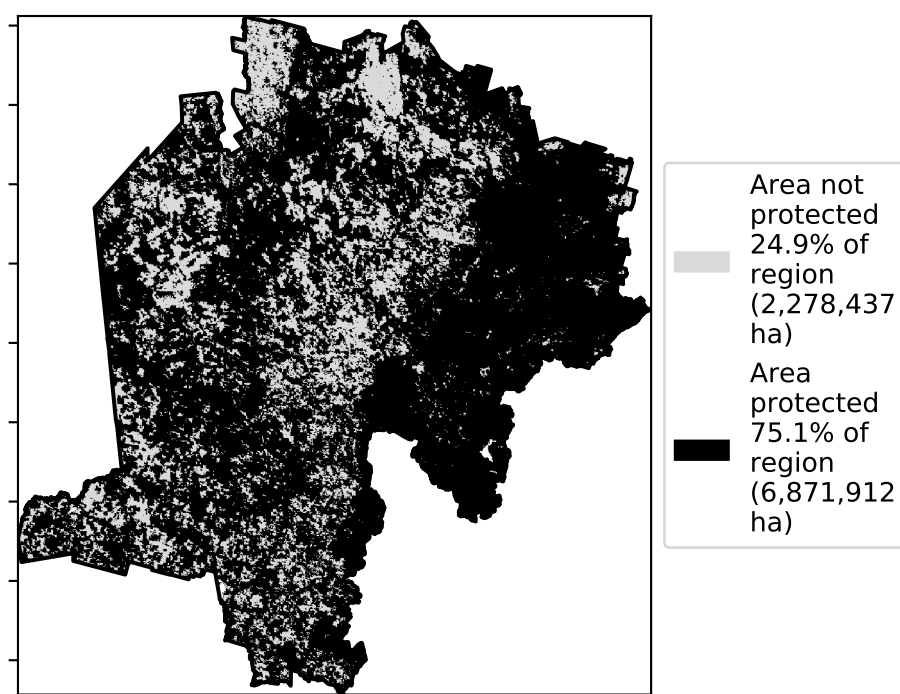 Area not
protected
24.9% of
region
(2,278,437
ha)
Area
protected
75.1% of
region
(6,871,912
ha)